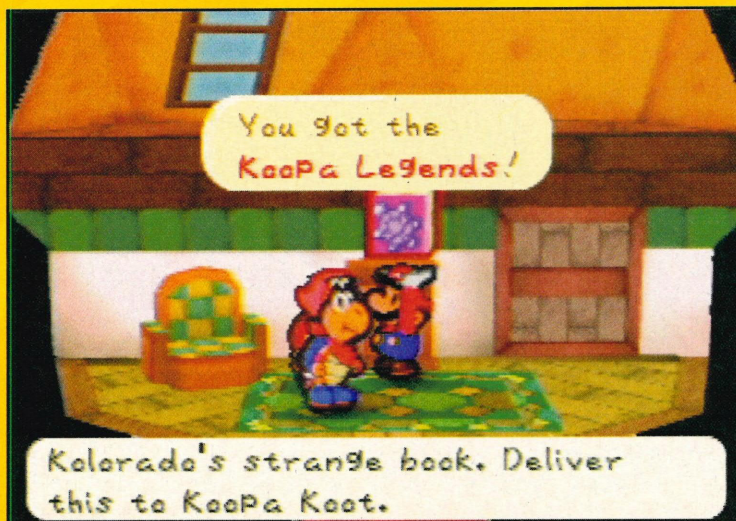 You got the
Koopa Legends!
Kolorado's strange book. Deliver
this to Koopa Koot.